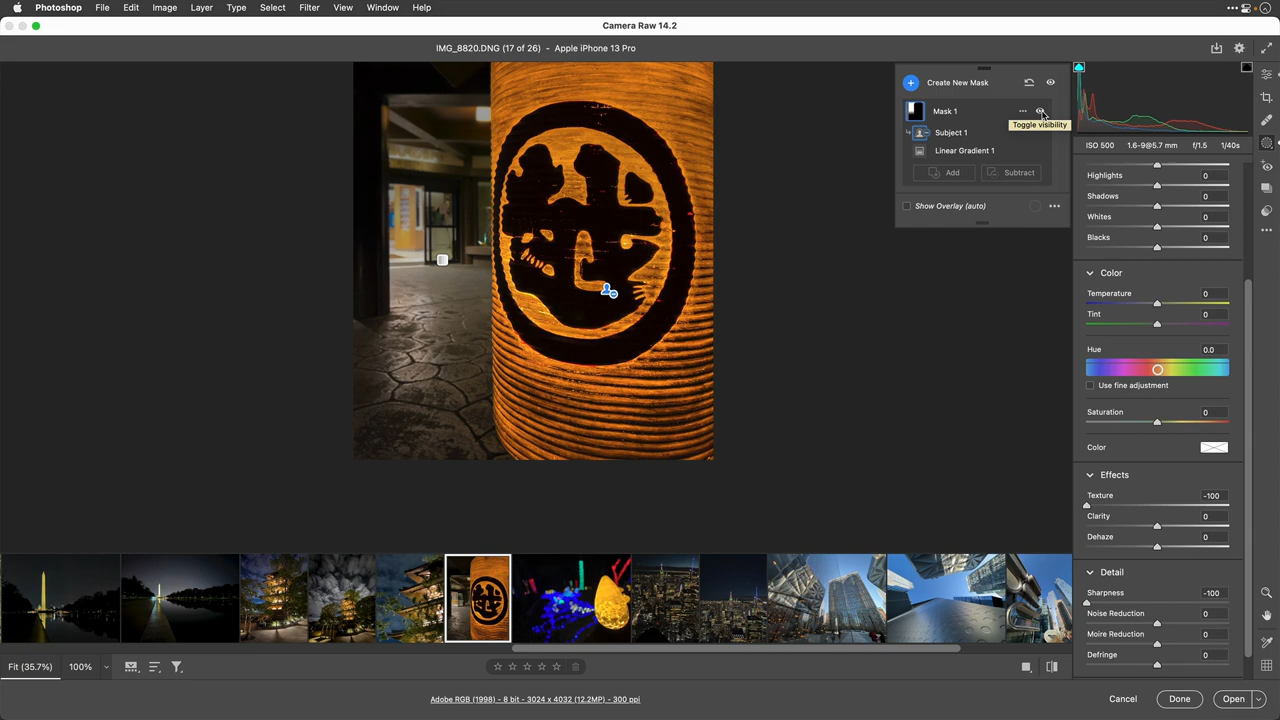 Photoshop File Edit Image Layer Type Select Filter View Window Help
Camera Raw 14.2
IMG_8820.DNG (17 of 26) - Apple iPhone 13 Pro
Create New Mask
Mask 1
Toggle visibility
Subject 1
Linear Gradient 1
Add Subtract
Show Overlay (auto)
ISO 500 1.6-9@5.7 mm f/1.5 1/40s
Highlights 0
Shadows 0
Whites 0
Blacks 0
Color
Temperature 0
Tint 0
Hue 0.0
Use fine adjustment
Saturation 0
Color
Effects
Texture -100
Clarity 0
Dehaze 0
Detail
Sharpness -100
Noise Reduction 0
Moire Reduction 0
Defringe 0
Fit (35.7%) 100%
Adobe RGB (1998) - 8 bit - 3024 x 4032 (12.2MP) - 300 ppi
Cancel Done Open